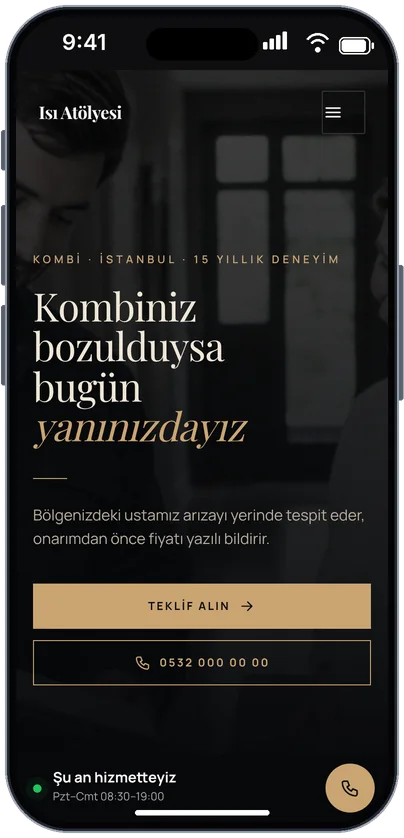 9:41
Isı Atölyesi
KOMBİ · İSTANBUL · 15 YILLIK DENEYİM
Kombiniz
bozulduysa
bugün
yanınızdayız
Bölgenizdeki ustamız arızayı yerinde tespit eder,
onarımdan önce fiyatı yazılı bildirir.
TEKLİF ALIN →
0532 000 00 00
Şu an hizmetteyiz
Pzt–Cmt 08:30–19:00